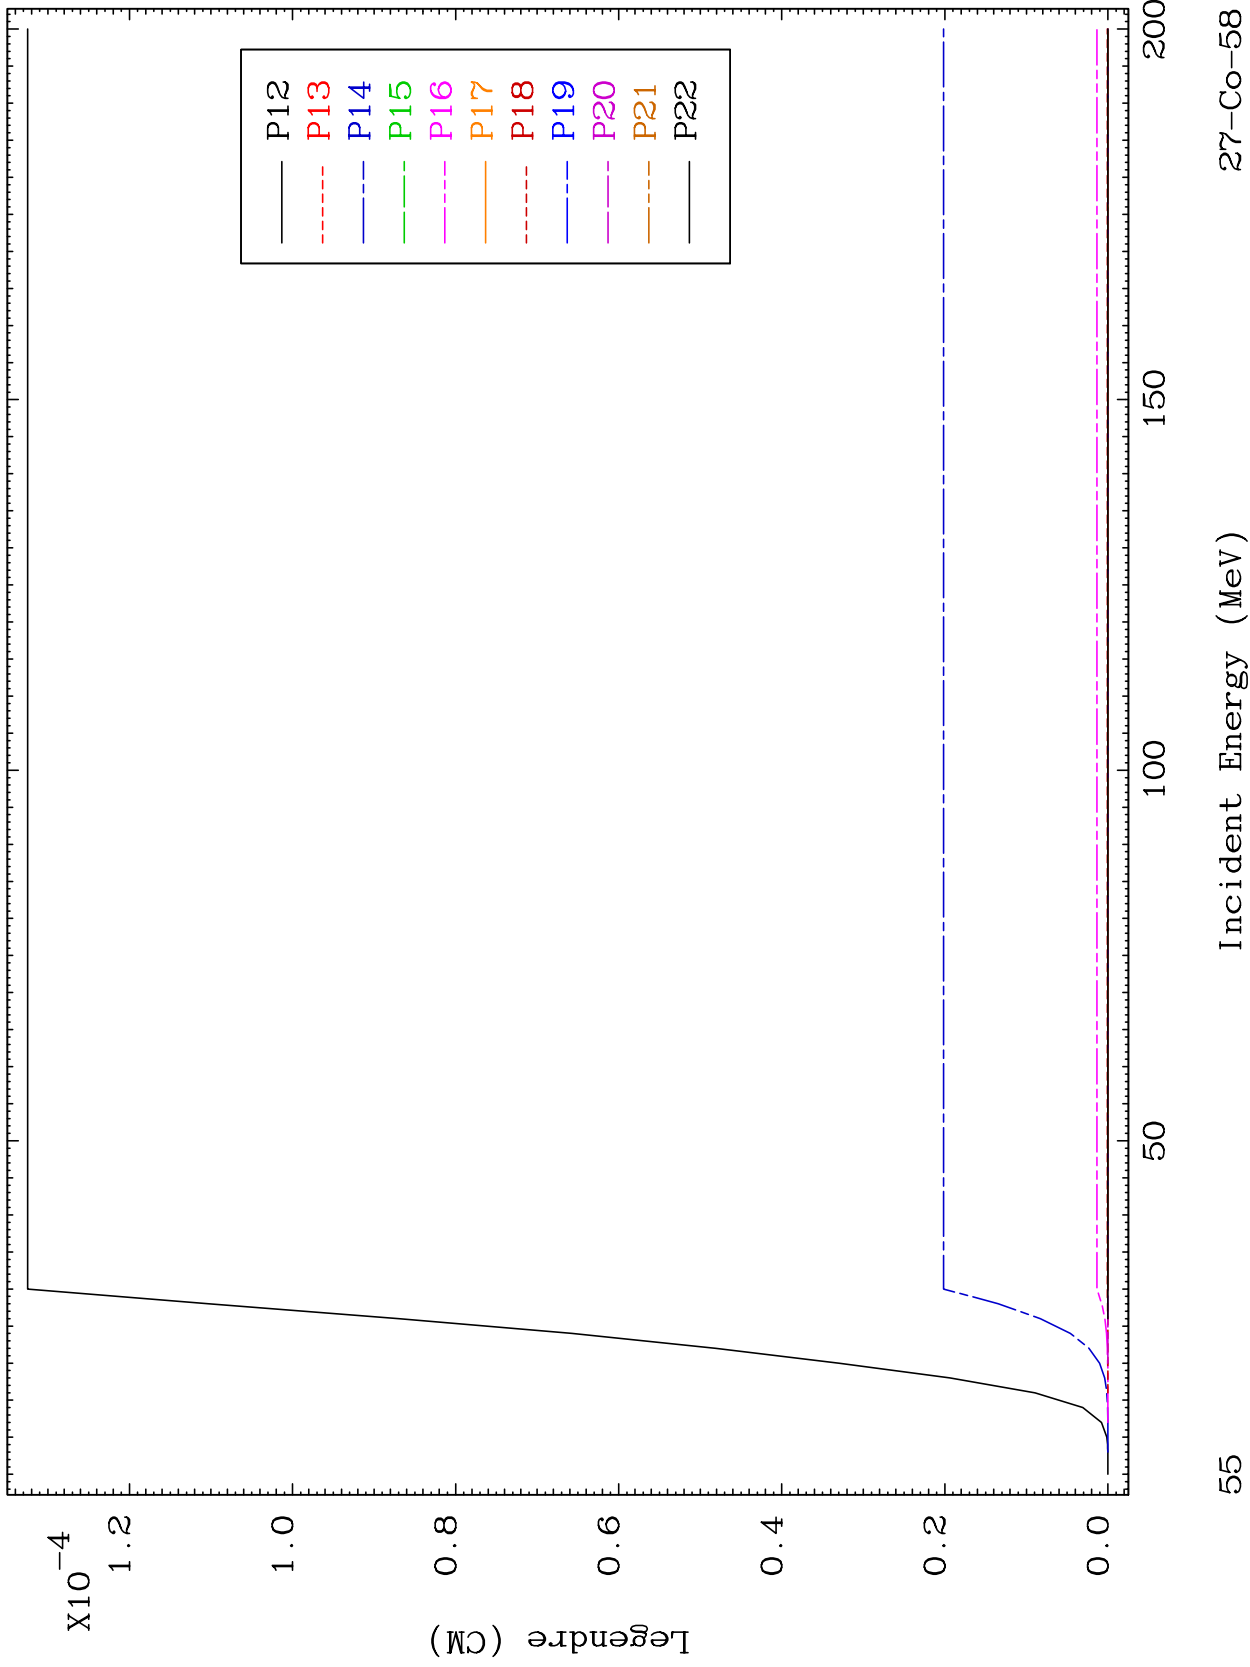 X10⁻⁴
1.2
1.0
0.8
0.6
0.4
0.2
0.0
Legendre (CM)
P12
P13
P14
P15
P16
P17
P18
P19
P20
P21
P22
50 100 150 200
Incident Energy (MeV)
55 27-Co-58